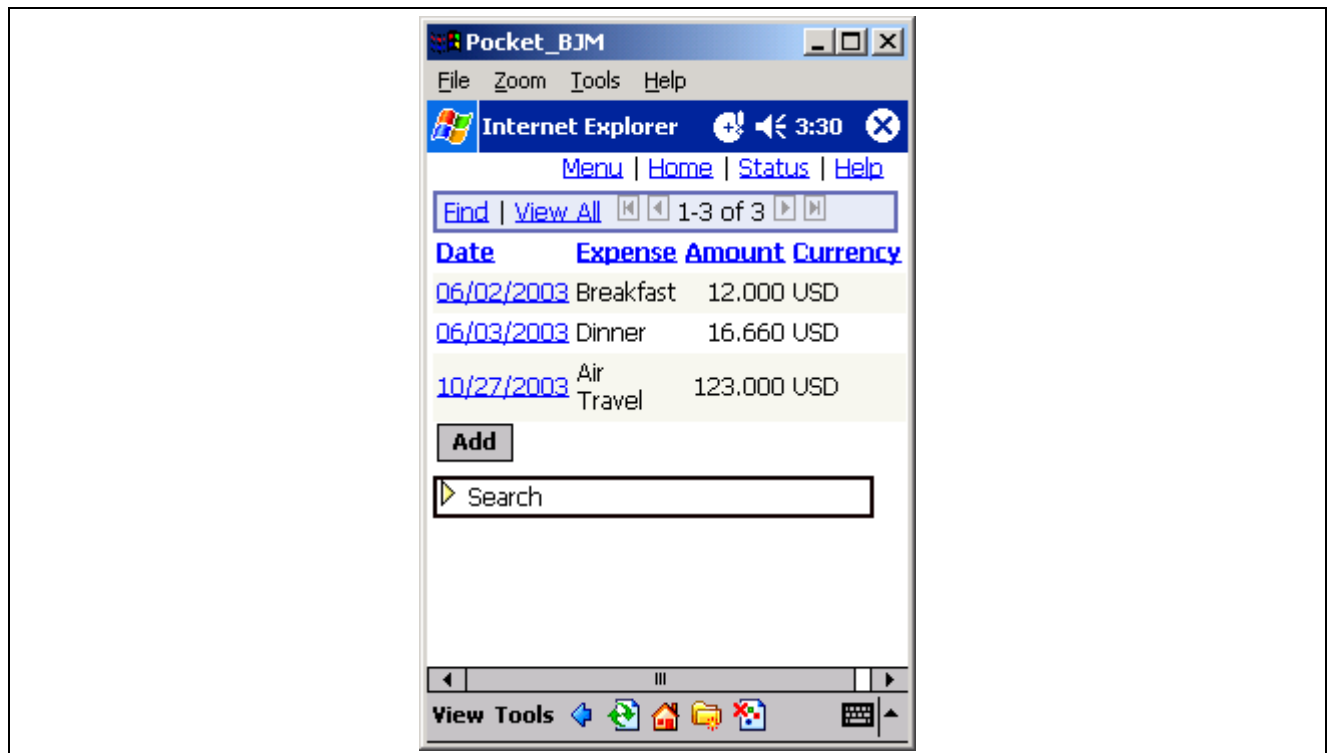 Pocket_BJM
File Zoom Tools Help
Internet Explorer 3:30
Menu | Home | Status | Help
Find | View All 1-3 of 3
Date Expense Amount Currency
06/02/2003 Breakfast 12.000 USD
06/03/2003 Dinner 16.660 USD
10/27/2003 Air Travel 123.000 USD
Add
Search
View Tools